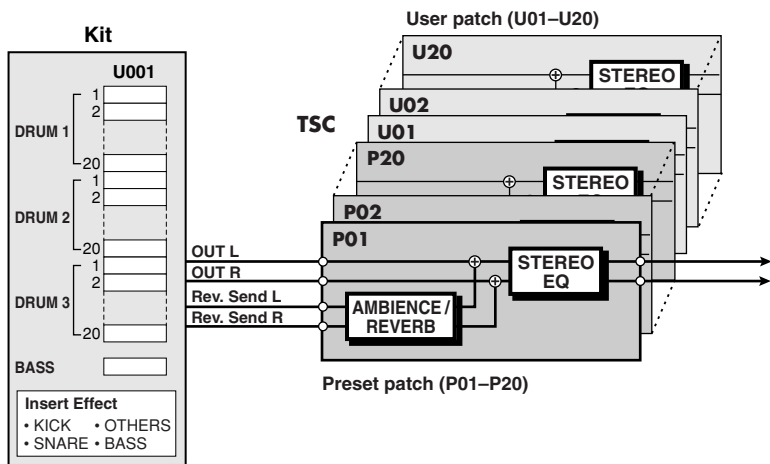 User patch (U01–U20)
Kit
U001
1
2
DRUM 1
20
1
2
DRUM 2
20
1
2
DRUM 3
20
BASS
Insert Effect
• KICK • OTHERS
• SNARE • BASS
OUT L
OUT R
Rev. Send L
Rev. Send R
TSC
U20
STEREO
EQ
U02
U01
P20
STEREO
P02
P01
STEREO
EQ
AMBIENCE /
REVERB
Preset patch (P01–P20)